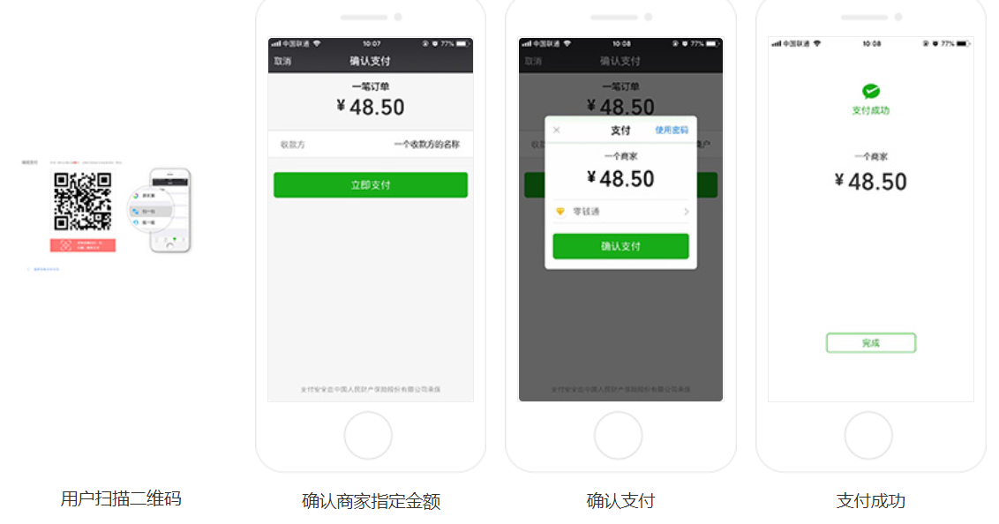 用户扫描二维码
中国联通 10:07 77%
取消 确认支付
一笔订单
¥48.50
收款方 一个收款方的名称
立即支付
支付安全由中国人民财产保险股份有限公司承保
确认商家指定金额
中国联通 10:08 77%
取消 确认支付
一笔订单
¥48.50
支付 使用密码
一个商家
¥48.50
零钱通
确认支付
支付安全由中国人民财产保险股份有限公司承保
确认支付
中国联通 10:08 77%
支付成功
一个商家
¥48.50
完成
支付成功